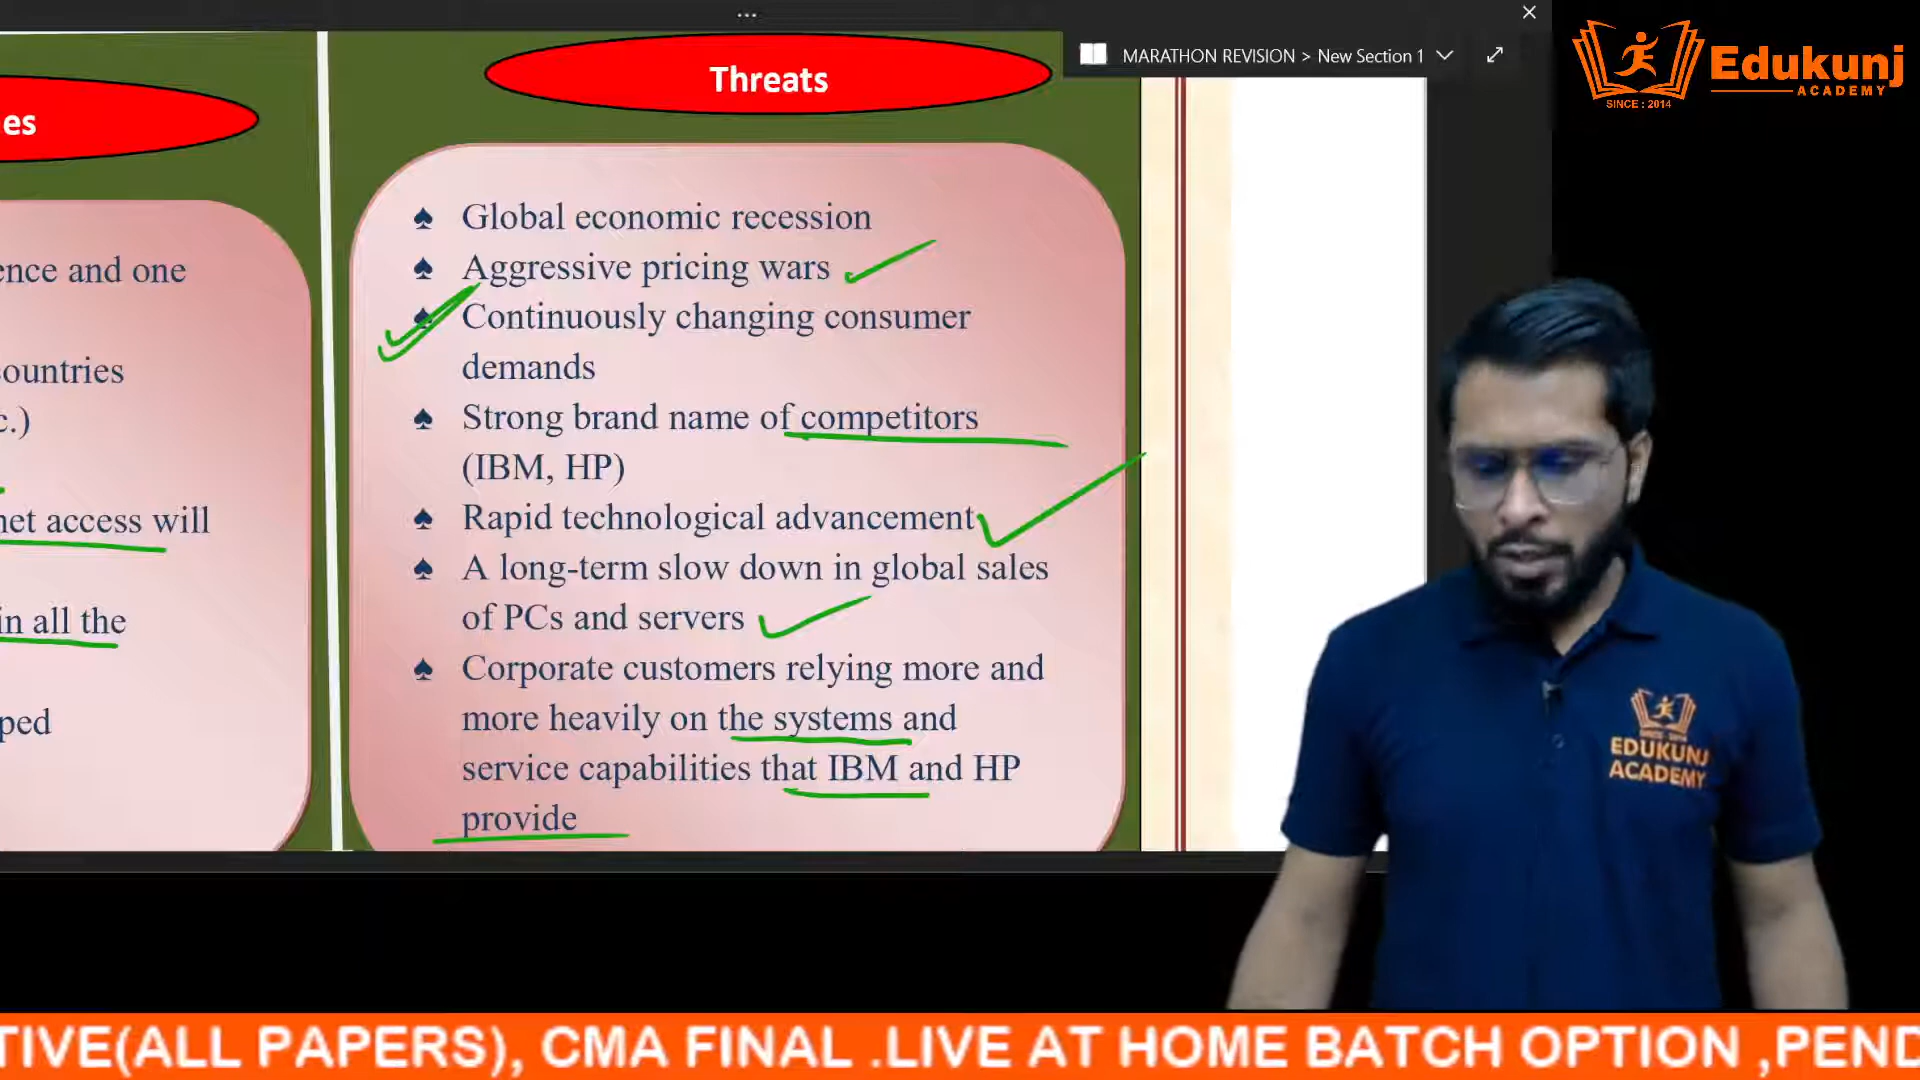 MARATHON REVISION > New Section 1
Edukunj
ACADEMY
SINCE : 2014
Threats
es
ence and one
ountries
c.)
net access will
in all the
ped
Global economic recession
Aggressive pricing wars
Continuously changing consumer
demands
Strong brand name of competitors
(IBM, HP)
Rapid technological advancement
A long-term slow down in global sales
of PCs and servers
Corporate customers relying more and
more heavily on the systems and
service capabilities that IBM and HP
provide
EDUKUNJ
ACADEMY
TIVE(ALL PAPERS), CMA FINAL .LIVE AT HOME BATCH OPTION ,PEND